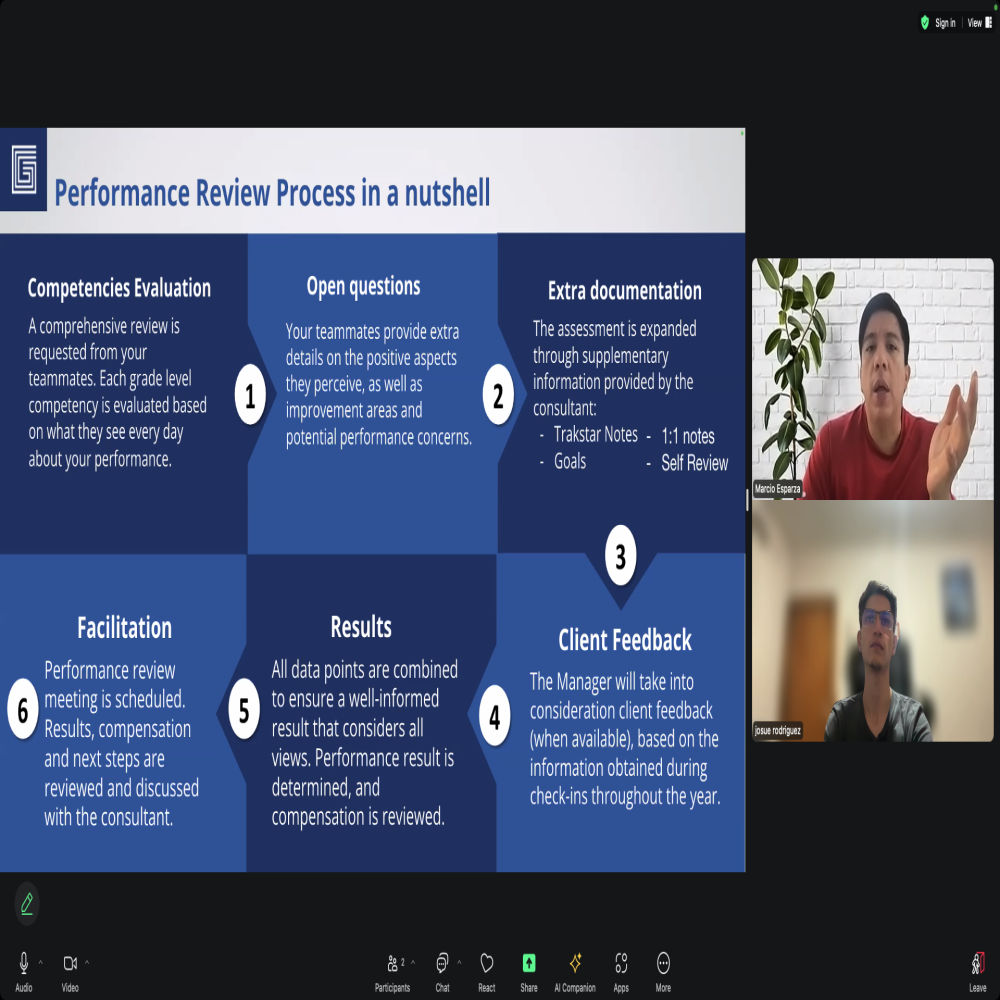 Sign in
View
Performance Review Process in a nutshell
Competencies Evaluation
A comprehensive review is
requested from your
teammates. Each grade level
competency is evaluated based
on what they see every day
about your performance.
1
Open questions
Your teammates provide extra
details on the positive aspects
they perceive, as well as
improvement areas and
potential performance concerns.
2
Extra documentation
The assessment is expanded
through supplementary
information provided by the
consultant:
- Trakstar Notes - 1:1 notes
- Goals - Self Review
3
Client Feedback
The Manager will take into
consideration client feedback
(when available), based on the
information obtained during
check-ins throughout the year.
4
Results
All data points are combined
to ensure a well-informed
result that considers all
views. Performance result is
determined, and
compensation is reviewed.
5
Facilitation
Performance review
meeting is scheduled.
Results, compensation
and next steps are
reviewed and discussed
with the consultant.
6
Marcio Esparza
josue rodriguez
Audio
Video
2
Participants
Chat
React
Share
AI Companion
Apps
More
Leave